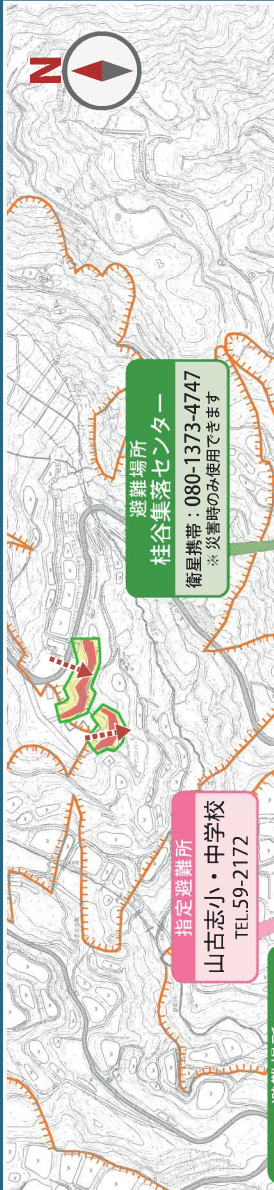 N
避難場所
桂谷集落センター
衛星携帯：080-1373-4747
※ 災害時のみ使用できます
指定避難所
山古志小・中学校
TEL.59-2172